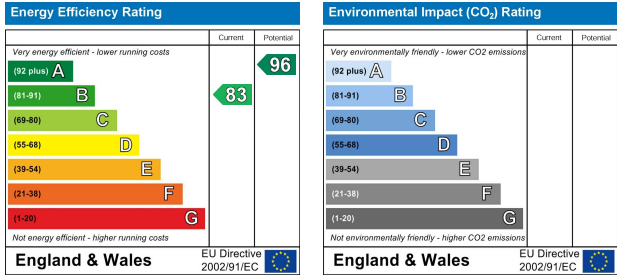 Energy Efficiency Rating
Current Potential
Very energy efficient - lower running costs
(92 plus) A
(81-91) B
(69-80) C
(55-68) D
(39-54) E
(21-38) F
(1-20) G
83
96
Not energy efficient - higher running costs
England & Wales
EU Directive
2002/91/EC
Environmental Impact (CO₂) Rating
Current Potential
Very environmentally friendly - lower CO2 emissions
(92 plus) A
(81-91) B
(69-80) C
(55-68) D
(39-54) E
(21-38) F
(1-20) G
Not environmentally friendly - higher CO2 emissions
England & Wales
EU Directive
2002/91/EC